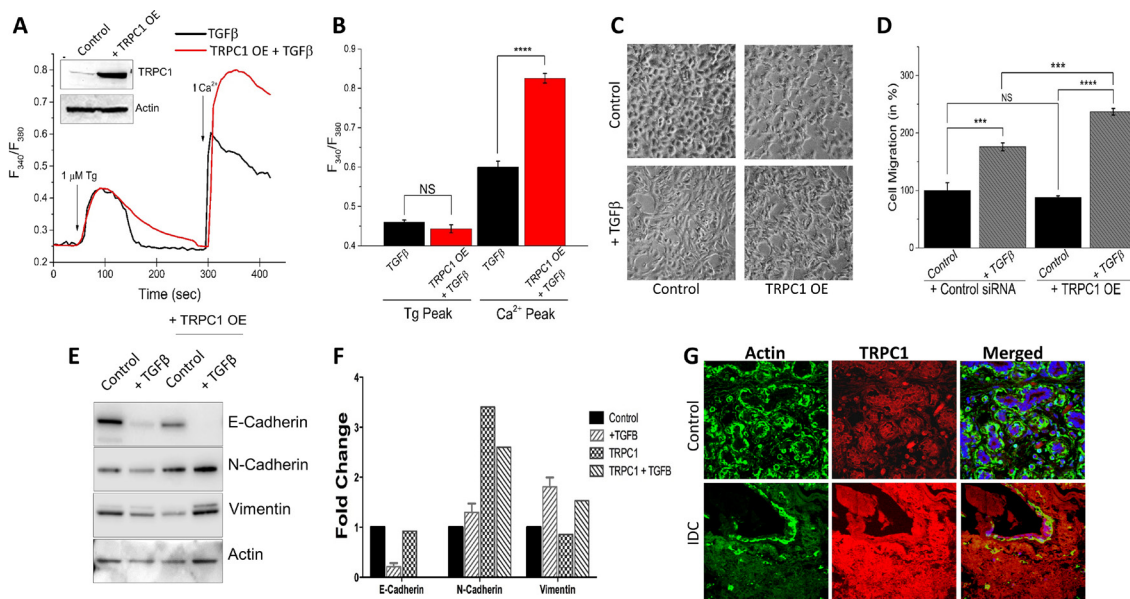 A
Control
+ TRPC1 OE
TRPC1
Actin
TGFβ
TRPC1 OE + TGFβ
1 Ca²⁺
1 μM Tg
F₃₄₀/F₃₈₀
0.8
0.7
0.6
0.5
0.4
0.3
0.2
0 100 200 300 400
Time (sec)
B
****
NS
F₃₄₀/F₃₈₀
0.9
0.8
0.7
0.6
0.5
0.4
TGFβ
TRPC1 OE
+ TGFβ
TGFβ
TRPC1 OE
+ TGFβ
Tg Peak
Ca²⁺ Peak
C
Control
+ TGFβ
Control
TRPC1 OE
D
***
NS
****
***
Cell Migration (in %)
300
200
100
0
Control
+ TGFβ
Control
+ TGFβ
+ Control siRNA
+ TRPC1 OE
E
+ TRPC1 OE
Control
+ TGFβ
Control
+ TGFβ
E-Cadherin
N-Cadherin
Vimentin
Actin
F
Fold Change
4
3
2
1
0
E-Cadherin
N-Cadherin
Vimentin
Control
+TGFB
TRPC1
TRPC1 + TGFB
G
Actin
TRPC1
Merged
Control
IDC